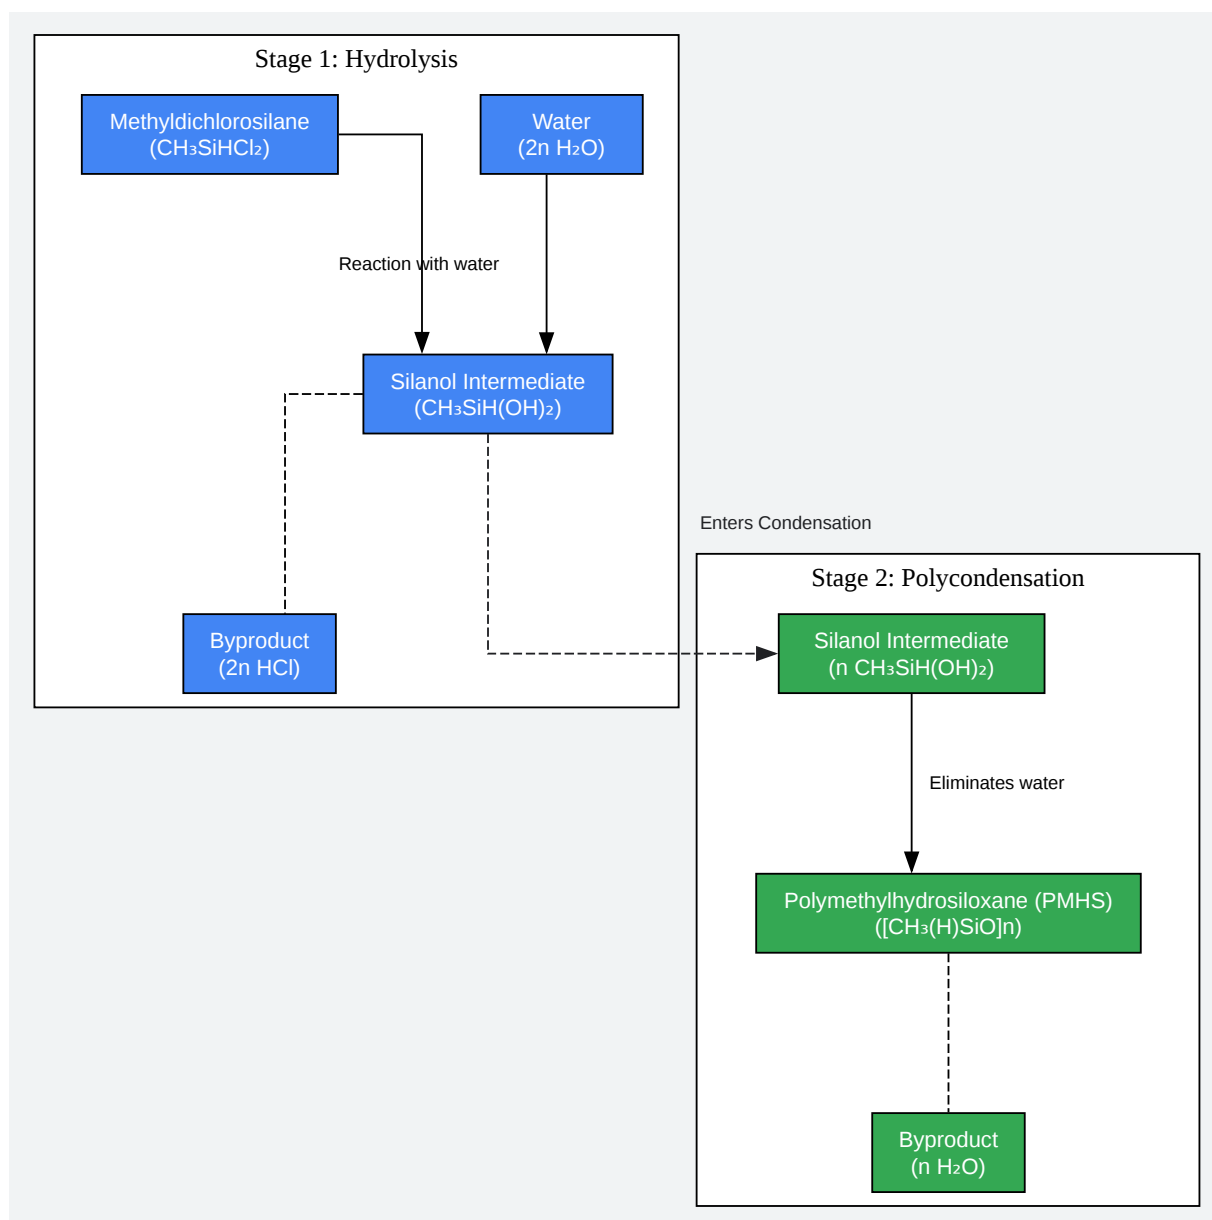 Stage 1: Hydrolysis
Methyldichlorosilane
(CH₃SiHCl₂)
Water
(2n H₂O)
Reaction with water
Silanol Intermediate
(CH₃SiH(OH)₂)
Byproduct
(2n HCl)
Enters Condensation
Stage 2: Polycondensation
Silanol Intermediate
(n CH₃SiH(OH)₂)
Eliminates water
Polymethylhydrosiloxane (PMHS)
([CH₃(H)SiO]n)
Byproduct
(n H₂O)